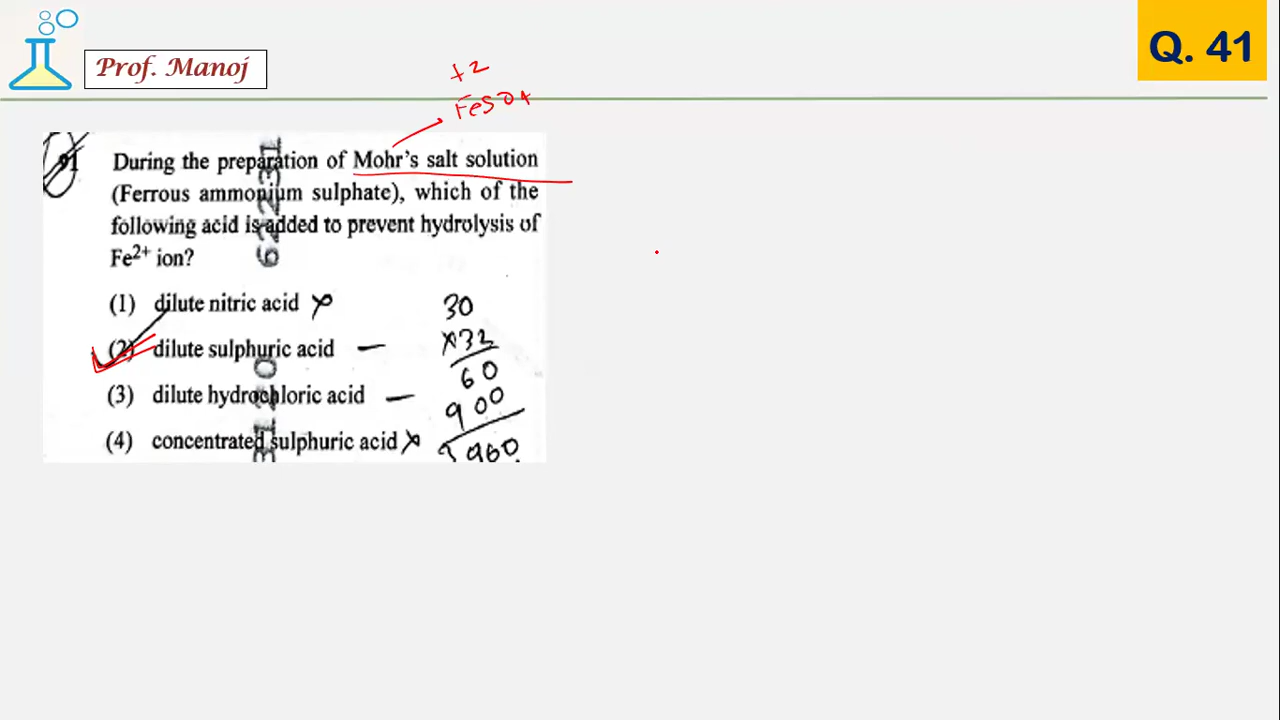 Prof. Manoj
Q. 41
+2
FeSO4
91 During the preparation of Mohr's salt solution
(Ferrous ammonium sulphate), which of the
following acid is added to prevent hydrolysis of
Fe2+ ion?
(1) dilute nitric acid ×
(2) dilute sulphuric acid —
(3) dilute hydrochloric acid —
(4) concentrated sulphuric acid ×
30
×32
60
900
960